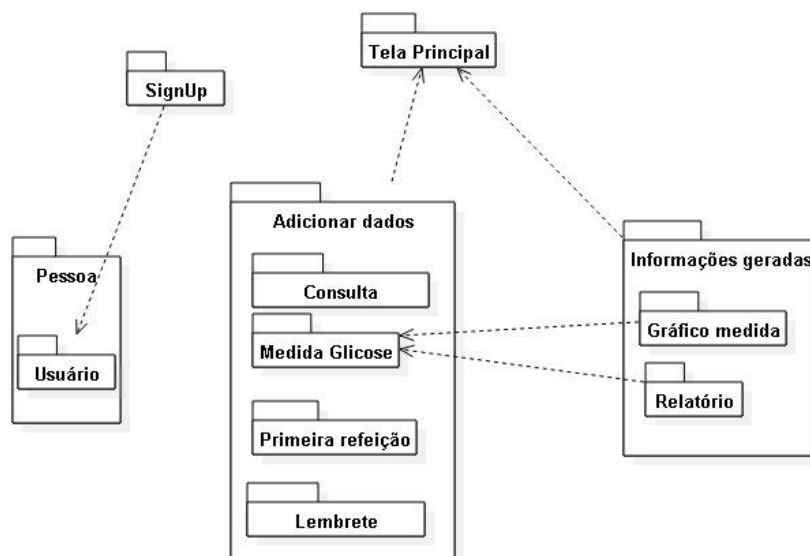 Tela Principal
SignUp
Adicionar dados
Pessoa
Informações geradas
Consulta
Gráfico medida
Medida Glicose
Usuário
Relatório
Primeira refeição
Lembrete